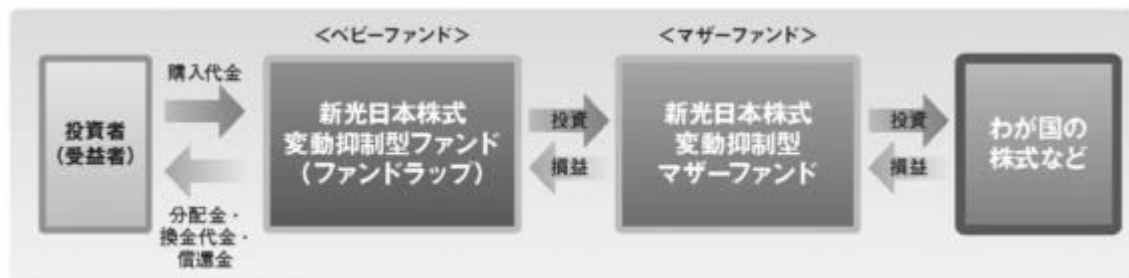 ＜ベビーファンド＞
＜マザーファンド＞
投資者
（受益者）
購入代金
分配金・
換金代金・
償還金
新光日本株式
変動抑制型ファンド
（ファンドラップ）
投資
損益
新光日本株式
変動抑制型
マザーファンド
投資
損益
わが国の
株式など